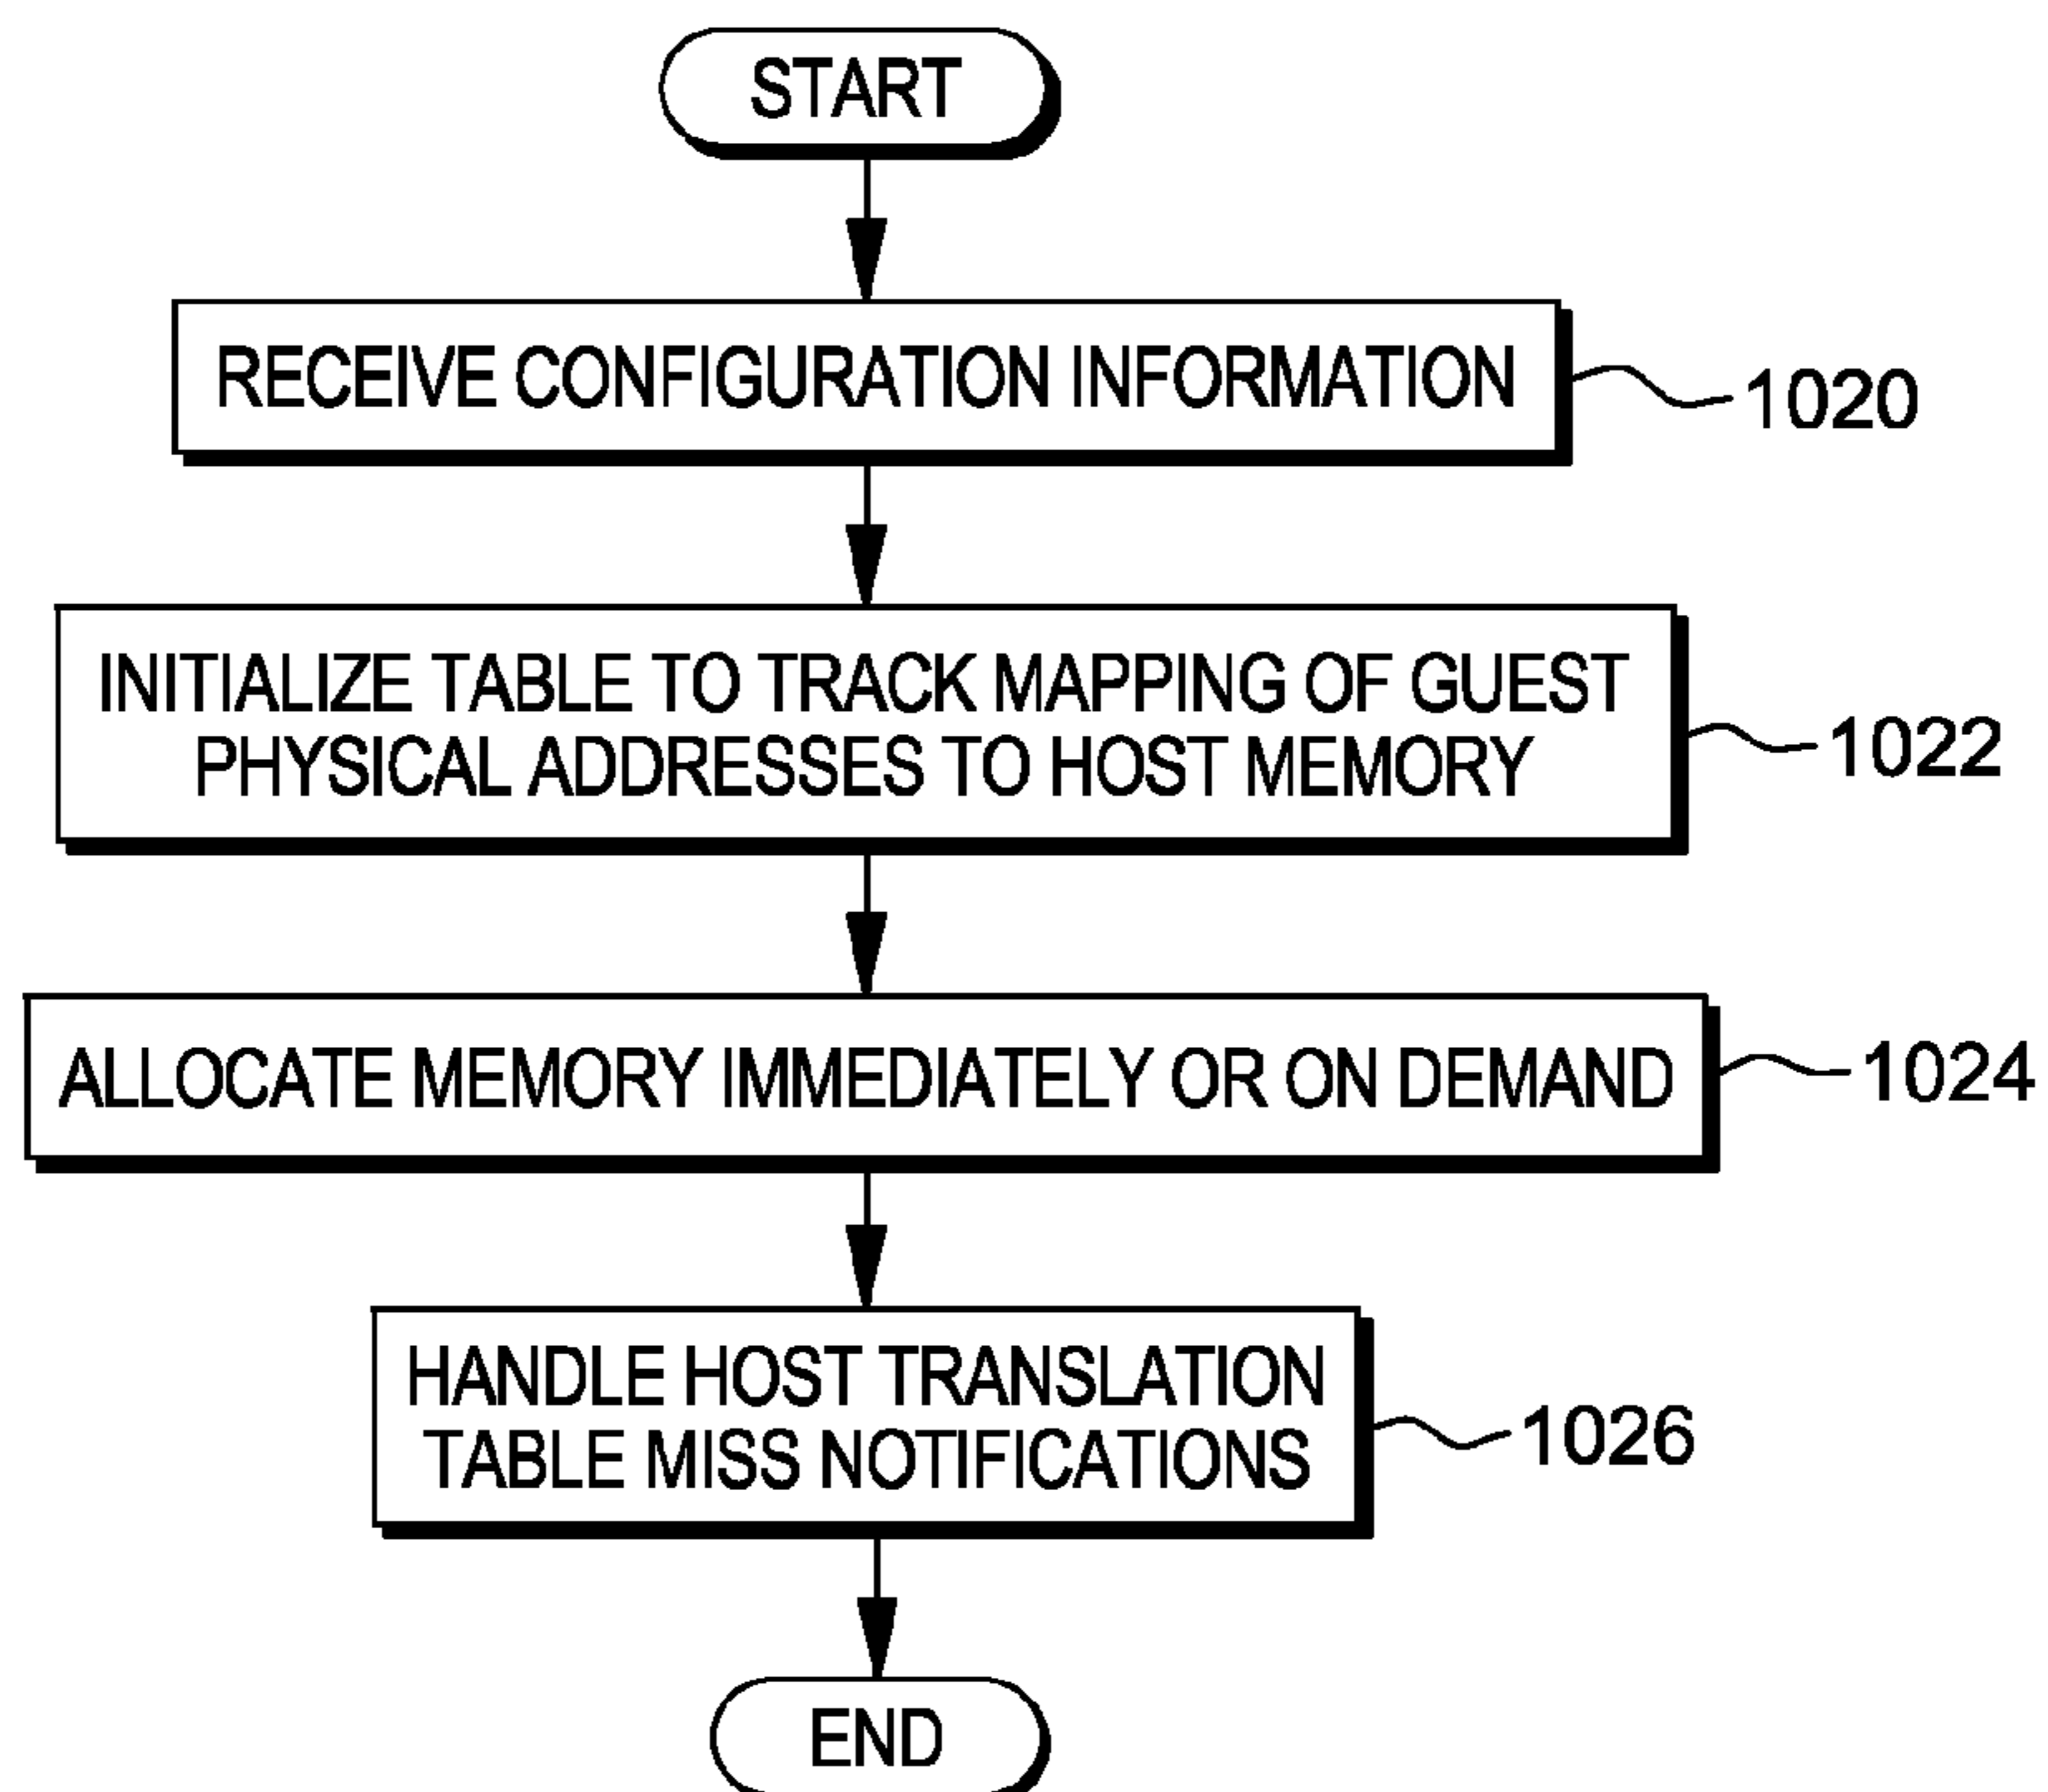 START
RECEIVE CONFIGURATION INFORMATION
1020
INITIALIZE TABLE TO TRACK MAPPING OF GUEST
PHYSICAL ADDRESSES TO HOST MEMORY
1022
ALLOCATE MEMORY IMMEDIATELY OR ON DEMAND
1024
HANDLE HOST TRANSLATION
TABLE MISS NOTIFICATIONS
1026
END